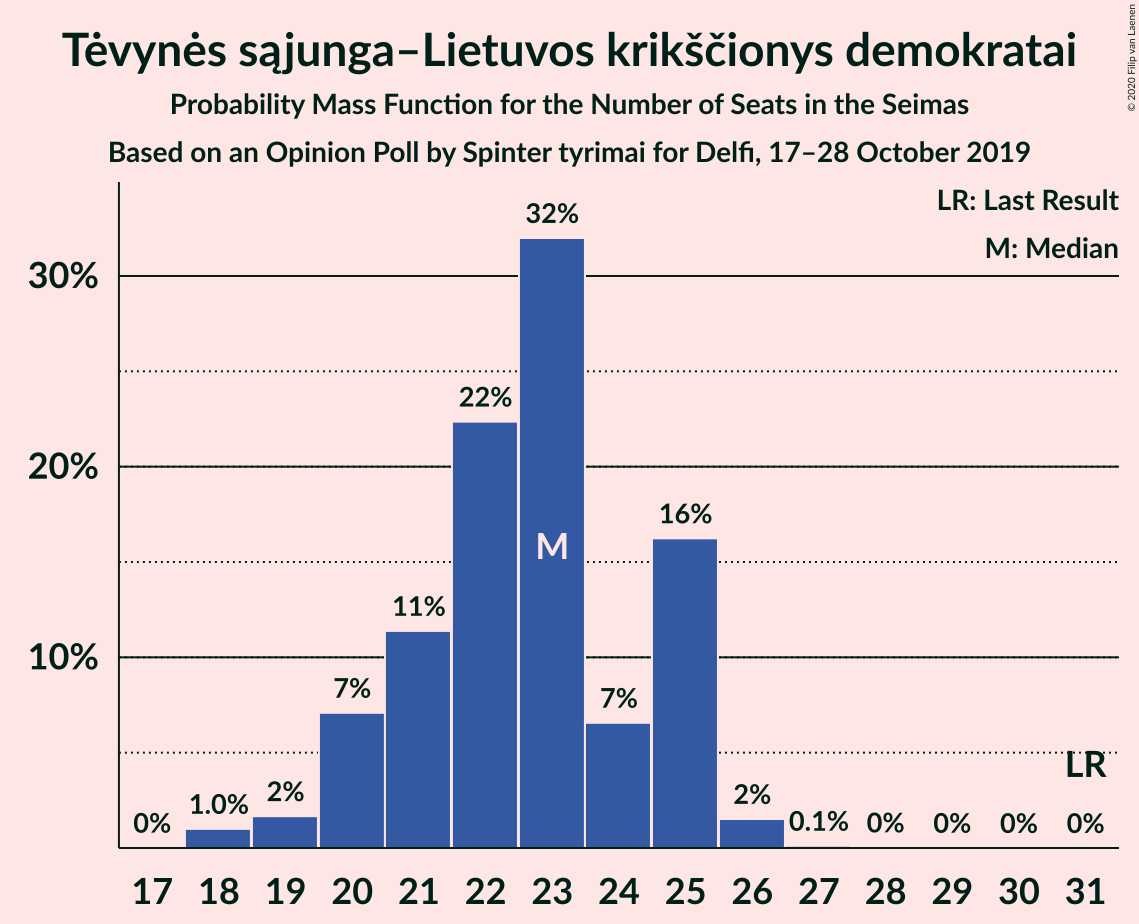 Tėvynės sąjunga–Lietuvos krikščionys demokratai
Probability Mass Function for the Number of Seats in the Seimas
Based on an Opinion Poll by Spinter tyrimai for Delfi, 17–28 October 2019
© 2020 Filip van Laenen
LR: Last Result
M: Median
30%
20%
10%
0%
1.0%
2%
7%
11%
22%
32%
M
7%
16%
2%
0.1%
0%
0%
0%
LR
0%
17 18 19 20 21 22 23 24 25 26 27 28 29 30 31